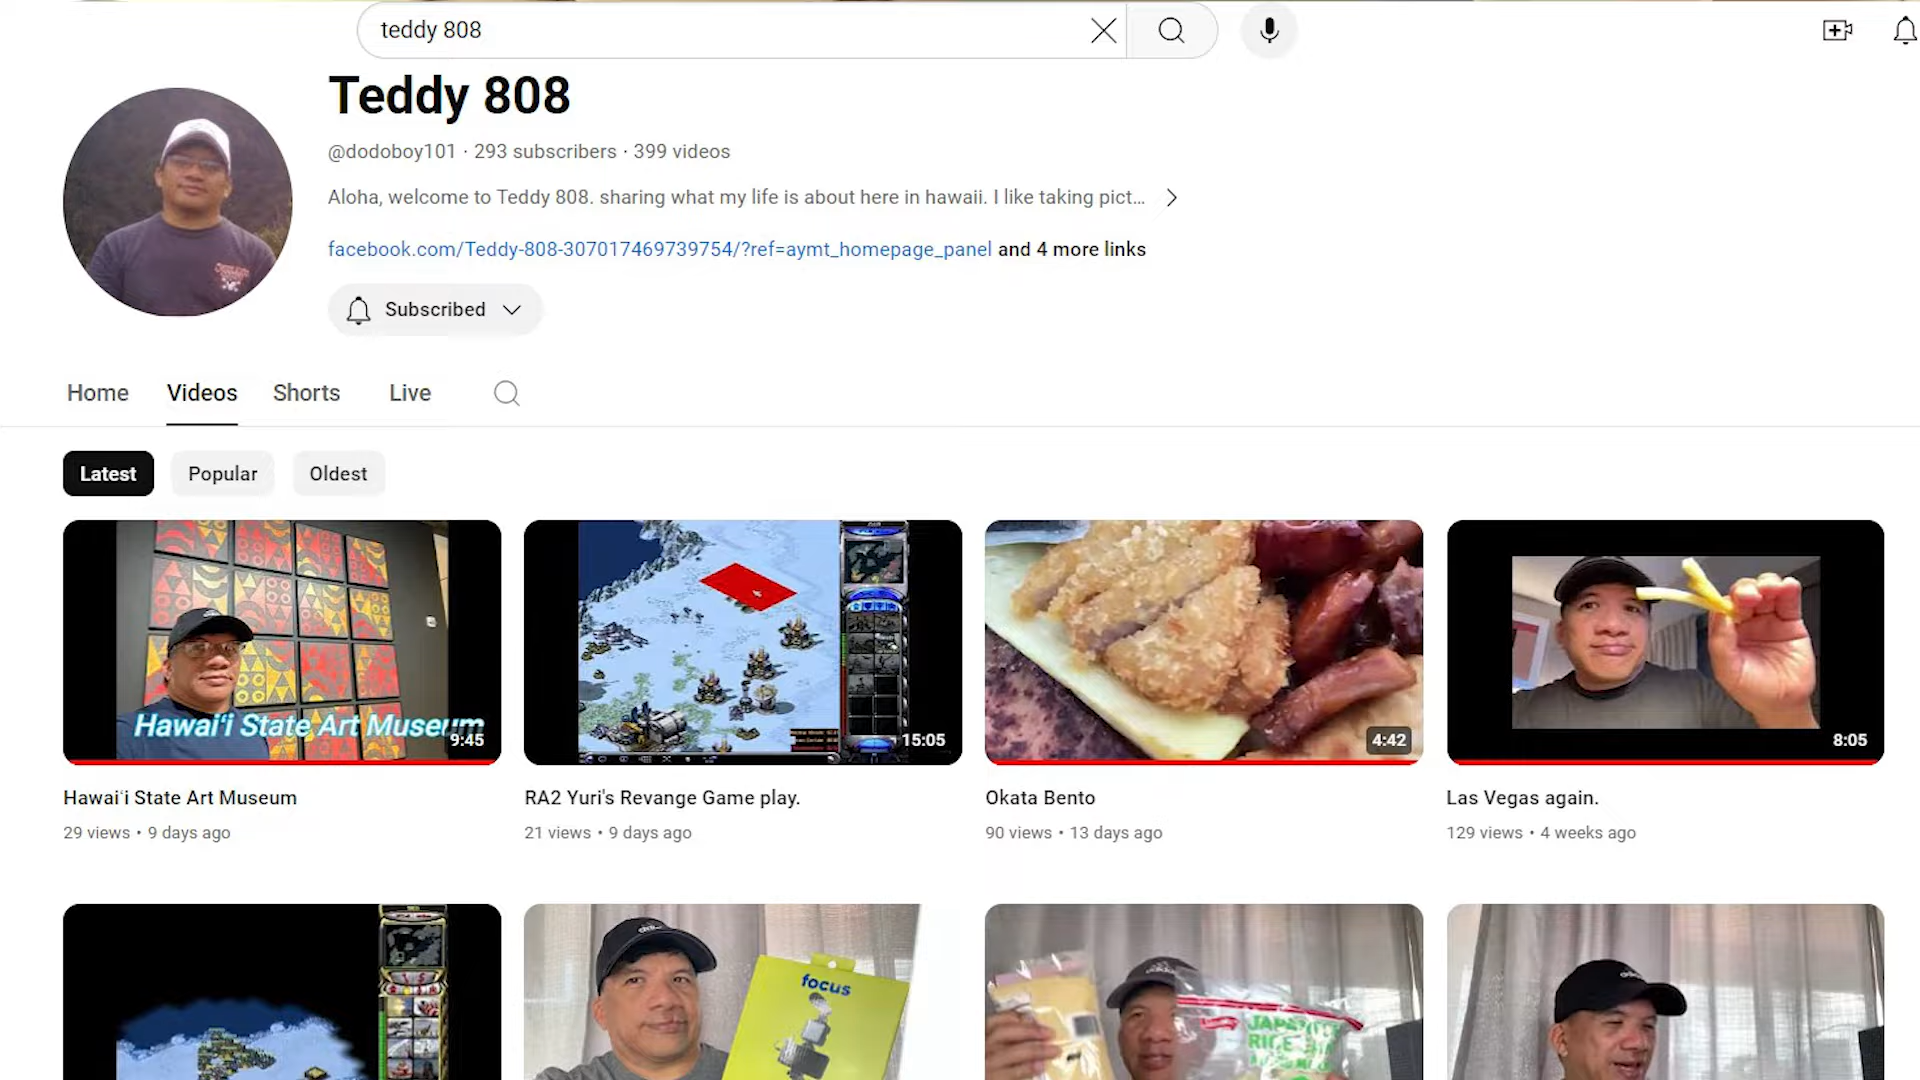 teddy 808
Teddy 808
@dodoboy101 · 293 subscribers · 399 videos
Aloha, welcome to Teddy 808. sharing what my life is about here in hawaii. I like taking pict...
facebook.com/Teddy-808-307017469739754/?ref=aymt_homepage_panel and 4 more links
Subscribed
Home Videos Shorts Live
Latest Popular Oldest
Hawaiʻi State Art Museum
9:45
15:05
4:42
8:05
Hawaiʻi State Art Museum
29 views • 9 days ago
RA2 Yuri's Revange Game play.
21 views • 9 days ago
Okata Bento
90 views • 13 days ago
Las Vegas again.
129 views • 4 weeks ago
focus